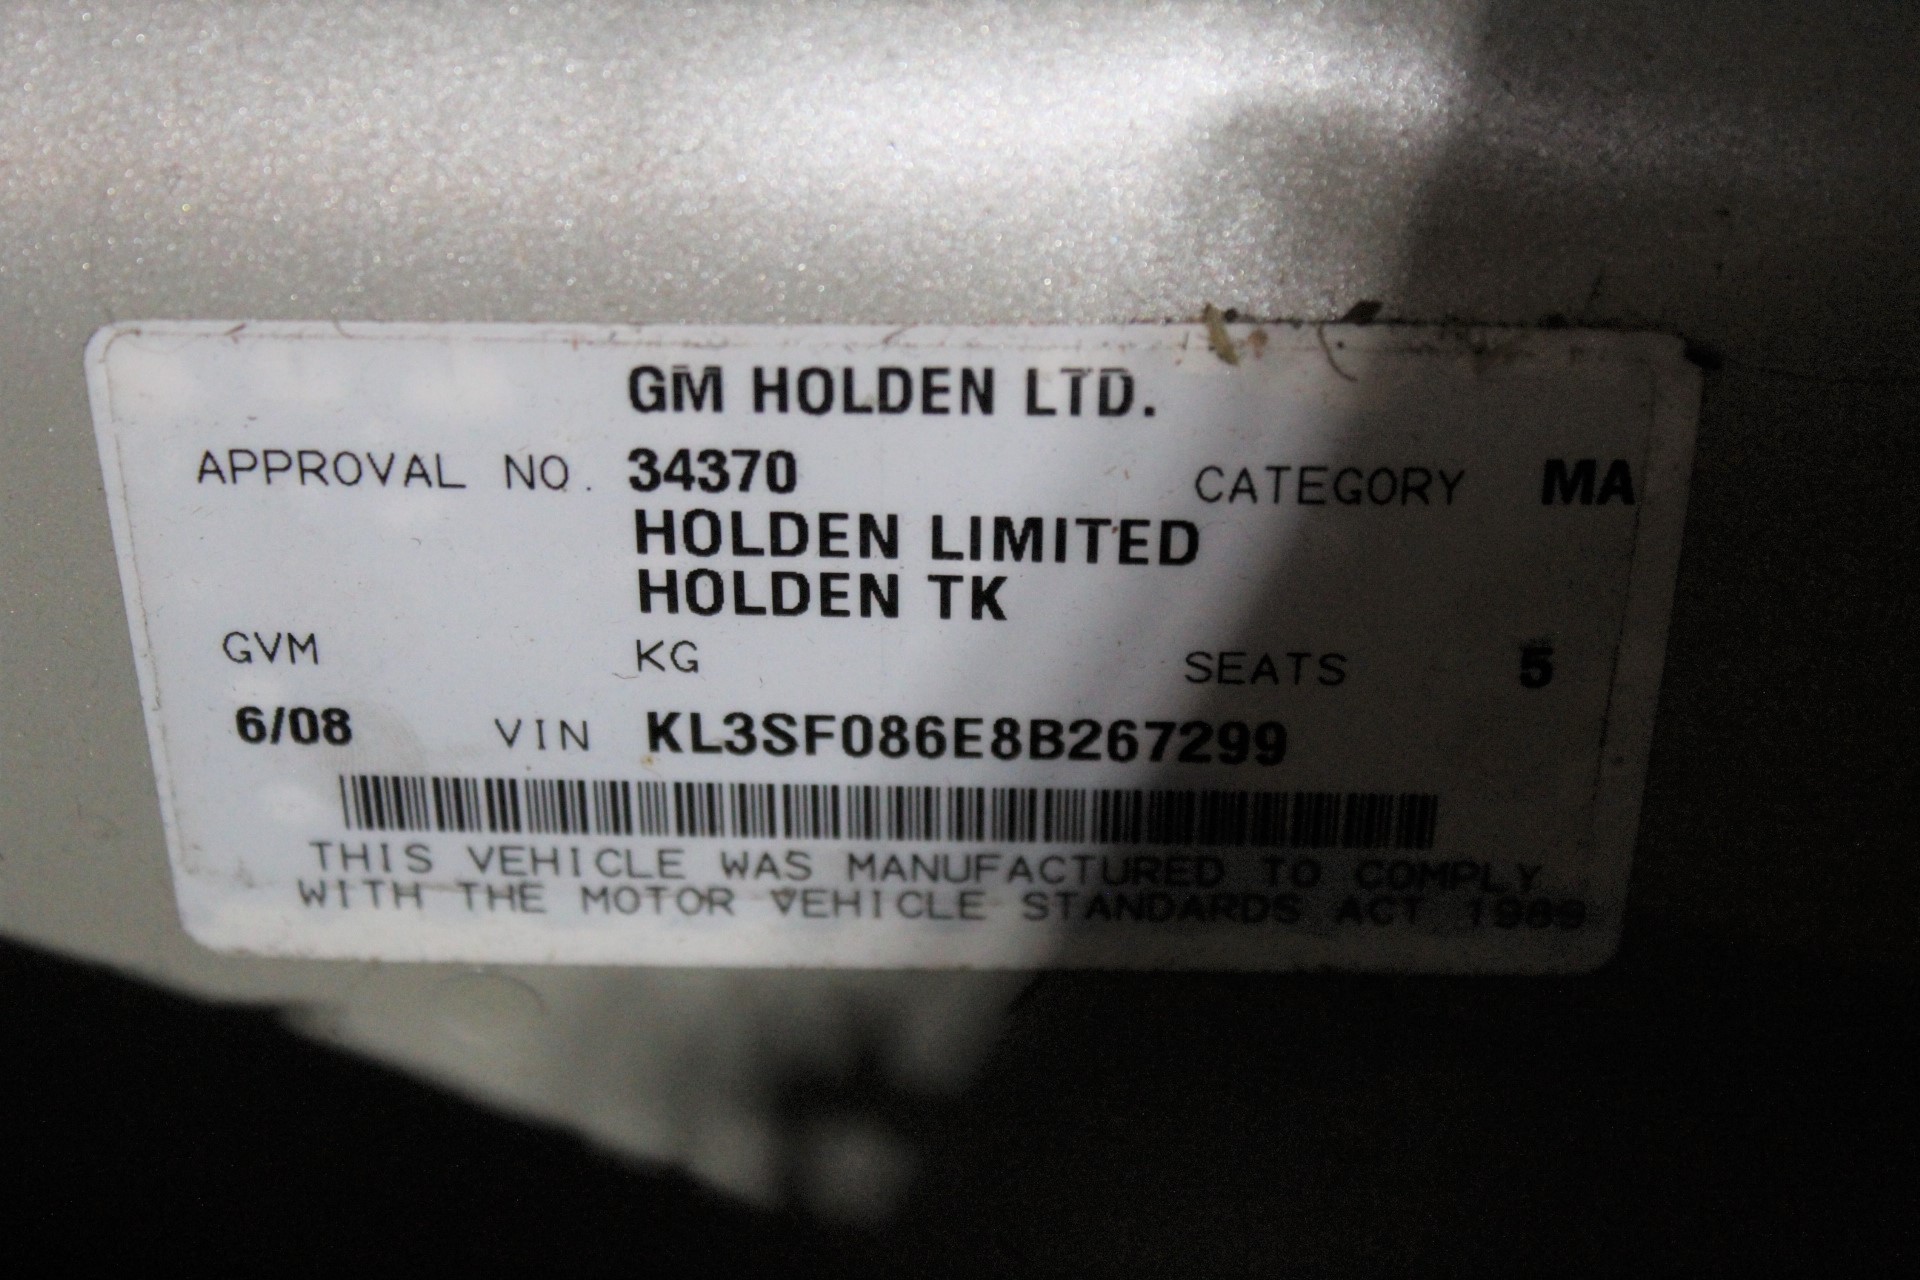 GM HOLDEN LTD.
APPROVAL NO. 34370 CATEGORY MA
HOLDEN LIMITED
HOLDEN TK
GVM KG SEATS 5
6/08 VIN KL3SF086E8B267299
THIS VEHICLE WAS MANUFACTURED TO COMPLY
WITH THE MOTOR VEHICLE STANDARDS ACT 1989